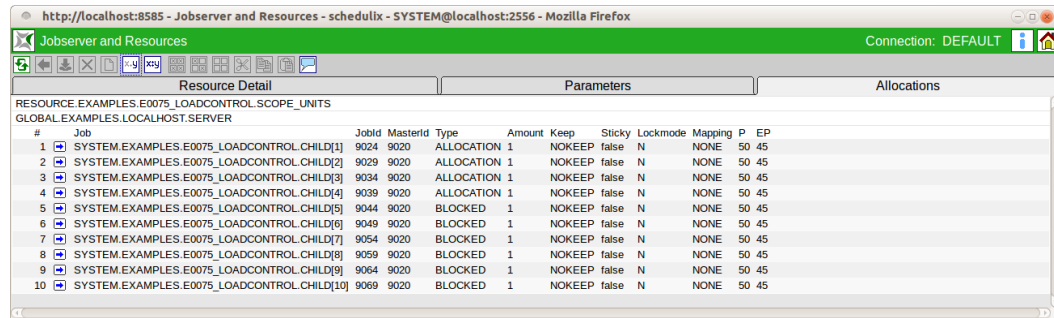 http://localhost:8585 - Jobserver and Resources - schedulix - SYSTEM@localhost:2556 - Mozilla Firefox
Jobserver and Resources Connection: DEFAULT
x.y x:y
Resource Detail Parameters Allocations
RESOURCE.EXAMPLES.E0075_LOADCONTROL.SCOPE_UNITS
GLOBAL.EXAMPLES.LOCALHOST.SERVER
# Job JobId MasterId Type Amount Keep Sticky Lockmode Mapping P EP
1 SYSTEM.EXAMPLES.E0075_LOADCONTROL.CHILD[1] 9024 9020 ALLOCATION 1 NOKEEP false N NONE 50 45
2 SYSTEM.EXAMPLES.E0075_LOADCONTROL.CHILD[2] 9029 9020 ALLOCATION 1 NOKEEP false N NONE 50 45
3 SYSTEM.EXAMPLES.E0075_LOADCONTROL.CHILD[3] 9034 9020 ALLOCATION 1 NOKEEP false N NONE 50 45
4 SYSTEM.EXAMPLES.E0075_LOADCONTROL.CHILD[4] 9039 9020 ALLOCATION 1 NOKEEP false N NONE 50 45
5 SYSTEM.EXAMPLES.E0075_LOADCONTROL.CHILD[5] 9044 9020 BLOCKED 1 NOKEEP false N NONE 50 45
6 SYSTEM.EXAMPLES.E0075_LOADCONTROL.CHILD[6] 9049 9020 BLOCKED 1 NOKEEP false N NONE 50 45
7 SYSTEM.EXAMPLES.E0075_LOADCONTROL.CHILD[7] 9054 9020 BLOCKED 1 NOKEEP false N NONE 50 45
8 SYSTEM.EXAMPLES.E0075_LOADCONTROL.CHILD[8] 9059 9020 BLOCKED 1 NOKEEP false N NONE 50 45
9 SYSTEM.EXAMPLES.E0075_LOADCONTROL.CHILD[9] 9064 9020 BLOCKED 1 NOKEEP false N NONE 50 45
10 SYSTEM.EXAMPLES.E0075_LOADCONTROL.CHILD[10] 9069 9020 BLOCKED 1 NOKEEP false N NONE 50 45